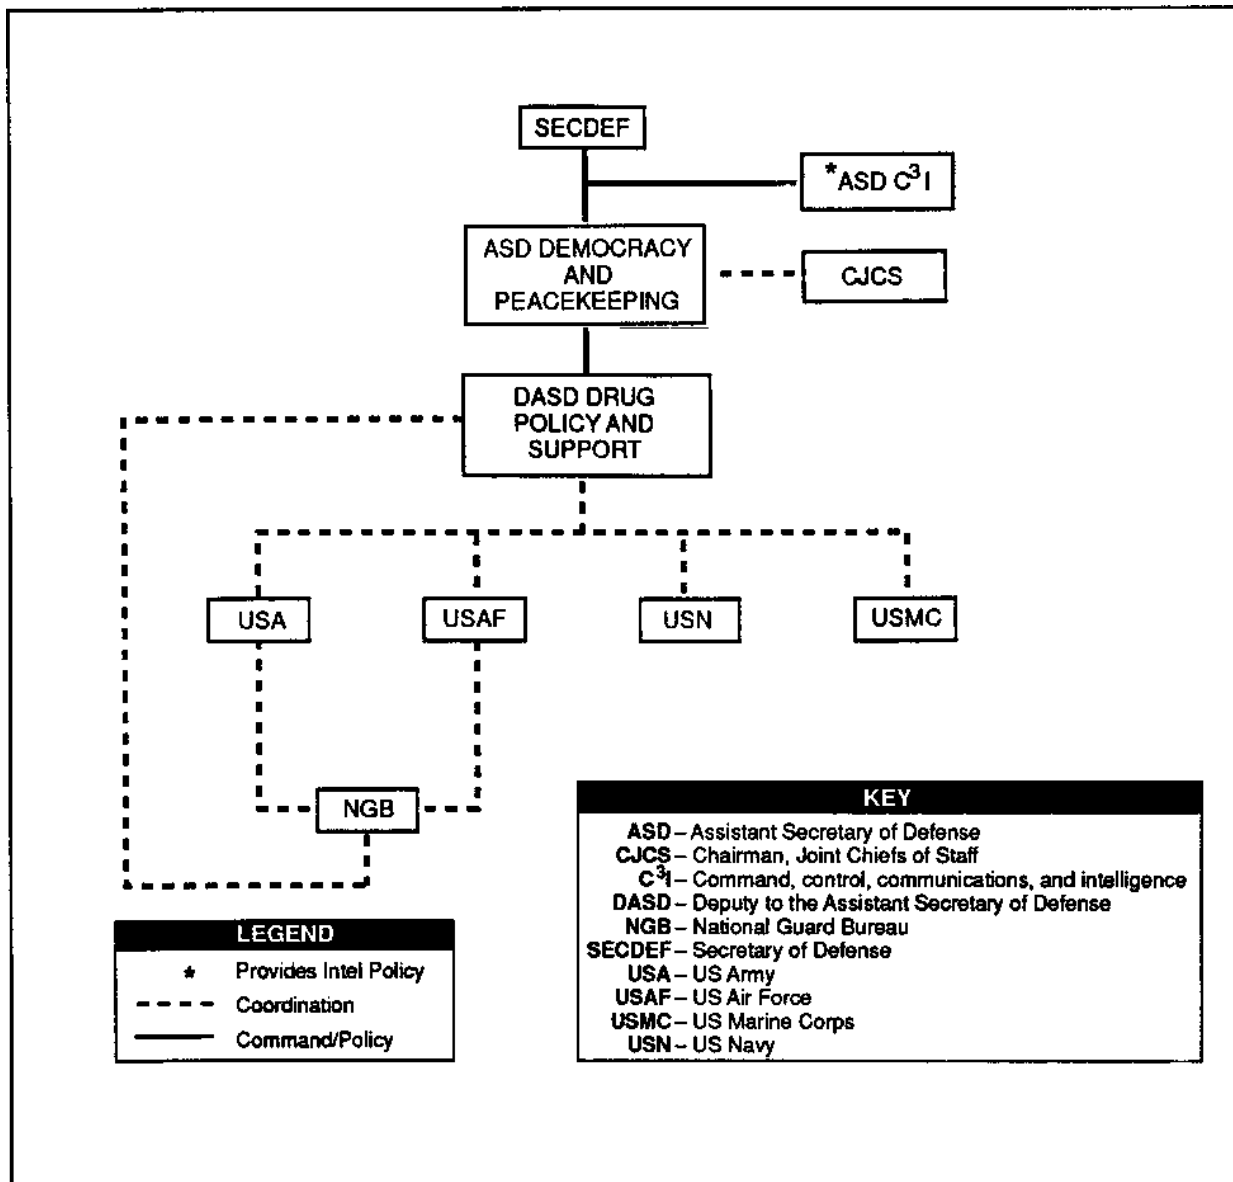 SECDEF
*ASD C³I
ASD DEMOCRACY
AND
PEACEKEEPING
CJCS
DASD DRUG
POLICY AND
SUPPORT
USA
USAF
USN
USMC
NGB
LEGEND
* Provides Intel Policy
Coordination
Command/Policy
KEY
ASD – Assistant Secretary of Defense
CJCS – Chairman, Joint Chiefs of Staff
C³I – Command, control, communications, and intelligence
DASD – Deputy to the Assistant Secretary of Defense
NGB – National Guard Bureau
SECDEF – Secretary of Defense
USA – US Army
USAF – US Air Force
USMC – US Marine Corps
USN – US Navy